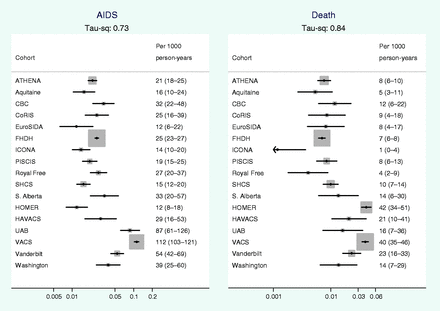 AIDS
Tau-sq: 0.73
Per 1000
Cohort person-years
ATHENA 21 (18–25)
Aquitaine 16 (10–24)
CBC 32 (22–48)
CoRIS 25 (16–39)
EuroSIDA 12 (6–22)
FHDH 25 (23–27)
ICONA 14 (10–20)
PISCIS 19 (15–25)
Royal Free 27 (20–37)
SHCS 15 (12–20)
S. Alberta 33 (20–57)
HOMER 12 (8–18)
HAVACS 29 (16–53)
UAB 87 (61–126)
VACS 112 (103–121)
Vanderbilt 54 (42–69)
Washington 39 (25–60)
0.005 0.01 0.05 0.1 0.2
Death
Tau-sq: 0.84
Per 1000
Cohort person-years
ATHENA 8 (6–10)
Aquitaine 5 (3–11)
CBC 12 (6–22)
CoRIS 9 (4–18)
EuroSIDA 8 (4–17)
FHDH 7 (6–8)
ICONA 1 (0–4)
PISCIS 8 (6–13)
Royal Free 4 (2–9)
SHCS 10 (7–14)
S. Alberta 14 (6–30)
HOMER 42 (34–51)
HAVACS 21 (10–41)
UAB 16 (7–36)
VACS 40 (35–46)
Vanderbilt 23 (16–33)
Washington 14 (7–29)
0.001 0.01 0.03 0.06